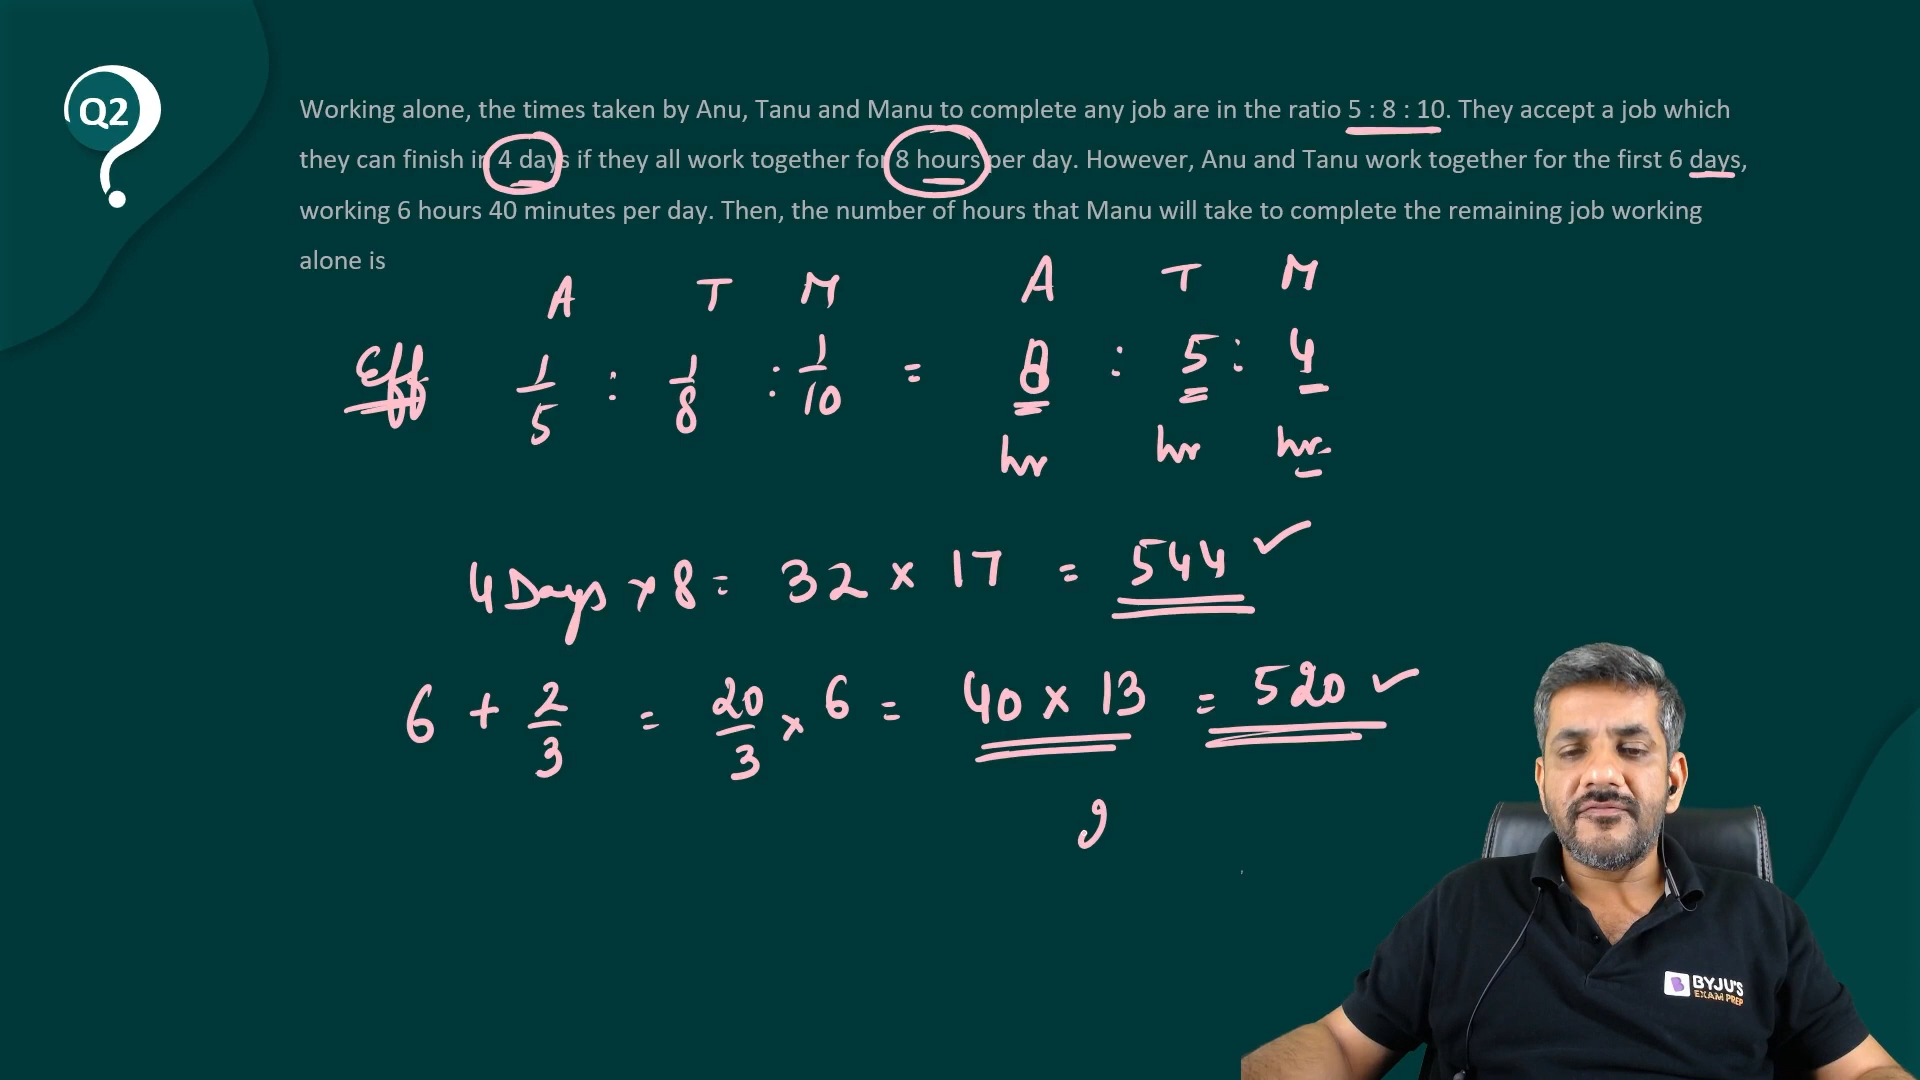 Q2
Working alone, the times taken by Anu, Tanu and Manu to complete any job are in the ratio 5 : 8 : 10. They accept a job which
they can finish in 4 days if they all work together for 8 hours per day. However, Anu and Tanu work together for the first 6 days,
working 6 hours 40 minutes per day. Then, the number of hours that Manu will take to complete the remaining job working
alone is
A T M A T M
Eff 1/5 : 1/8 : 1/10 = 8 : 5 : 4
hr hr hr
4 Days x 8 = 32 x 17 = 544 ✓
6 + 2/3 = 20/3 x 6 = 40 x 13 = 520 ✓
BYJU'S
EXAM PREP